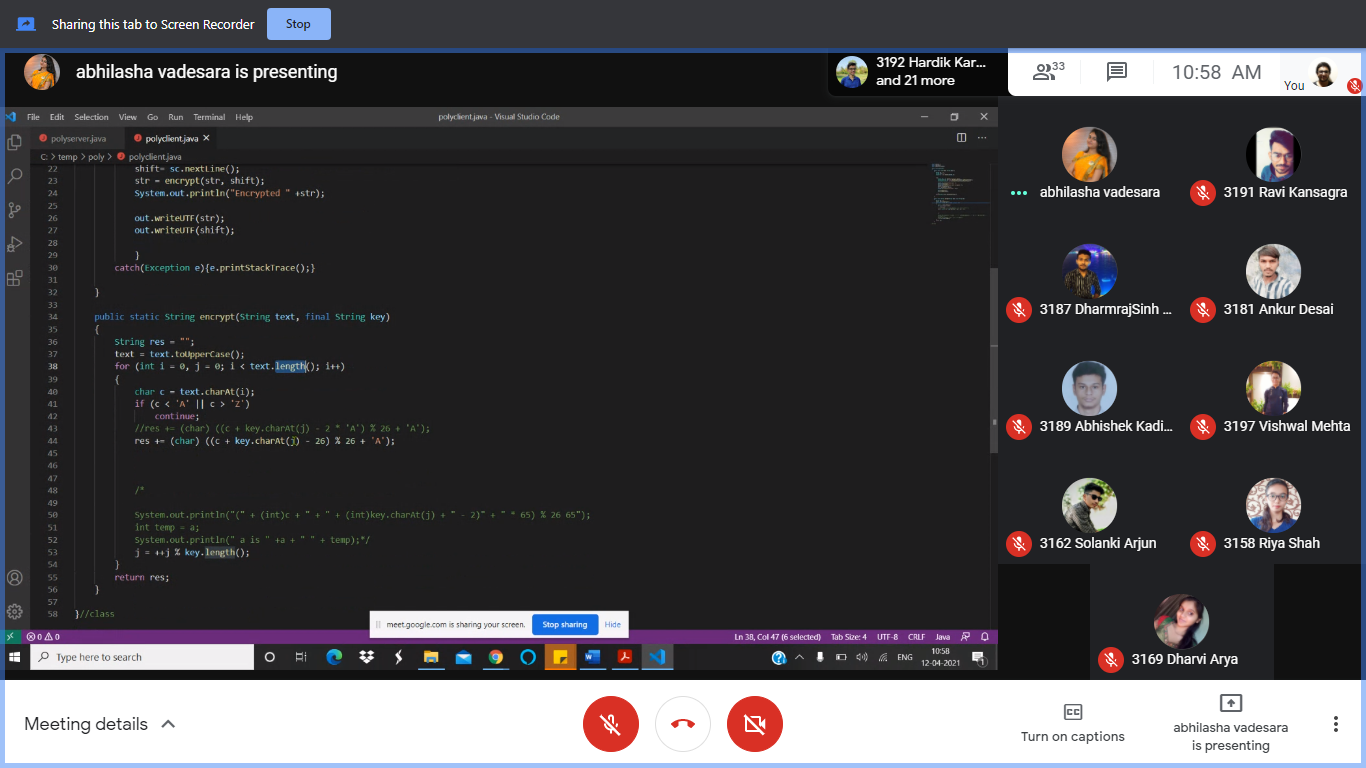 Sharing this tab to Screen Recorder
Stop
abhilasha vadesara is presenting
3192 Hardik Kar...
and 21 more
33
10:58 AM
You
File Edit Selection View Go Run Terminal Help
polyclient.java - Visual Studio Code
polyserver.java
polyclient.java
C: > temp > poly > polyclient.java
22 shift= sc.nextLine();
23 str = encrypt(str, shift);
24 System.out.println("Encrypted " +str);
25
26 out.writeUTF(str);
27 out.writeUTF(shift);
28
29 }
30 catch(Exception e){e.printStackTrace();}
31
32 }
33
34 public static String encrypt(String text, final String key)
35 {
36 String res = "";
37 text = text.toUpperCase();
38 for (int i = 0, j = 0; i < text.length(); i++)
39 {
40 char c = text.charAt(i);
41 if (c < 'A' || c > 'Z')
42 continue;
43 //res += (char) ((c + key.charAt(j) - 2 * 'A') % 26 + 'A');
44 res += (char) ((c + key.charAt(j) - 26) % 26 + 'A');
45
46
47
48 /*
49
50 System.out.println("(" + (int)c + " + " + (int)key.charAt(j) + " - 2)" + " * 65) % 26 65");
51 int temp = a;
52 System.out.println(" a is " +a + " " + temp);*/
53 j = ++j % key.length();
54 }
55 return res;
56 }
57
58 }//class
meet.google.com is sharing your screen.
Stop sharing
Hide
0 0
Ln 38, Col 47 (6 selected) Tab Size: 4 UTF-8 CRLF Java
Type here to search
ENG
10:58
12-04-2021
1
abhilasha vadesara
3191 Ravi Kansagra
3187 DharmrajSinh ...
3181 Ankur Desai
3189 Abhishek Kadi...
3197 Vishwal Mehta
3162 Solanki Arjun
3158 Riya Shah
3169 Dharvi Arya
Meeting details
Turn on captions
abhilasha vadesara
is presenting